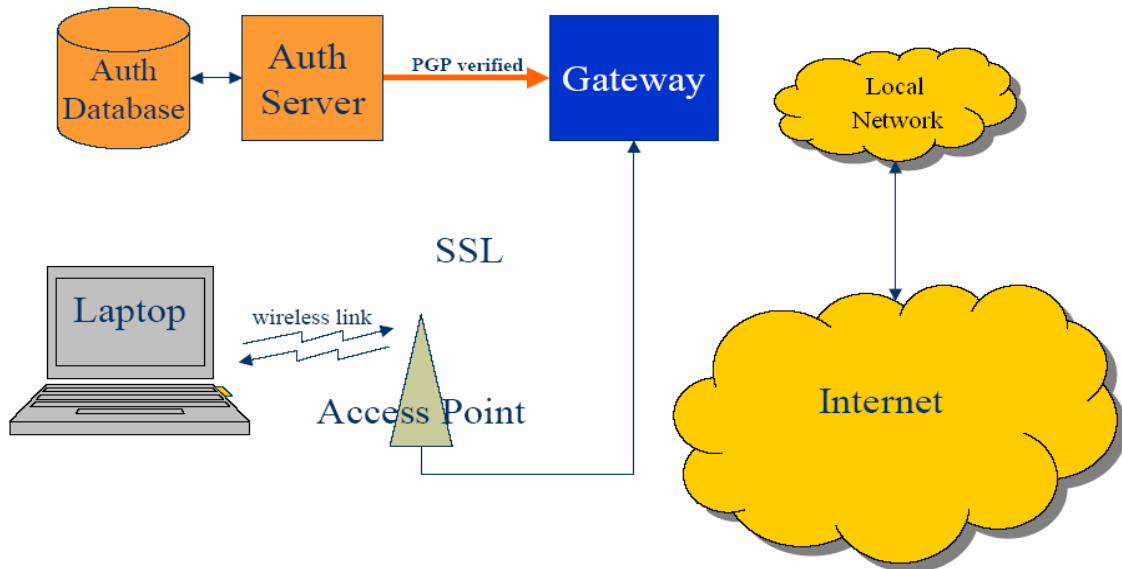 Auth
Database
Auth
Server
PGP verified
Gateway
Local
Network
SSL
Laptop
wireless link
Access Point
Internet